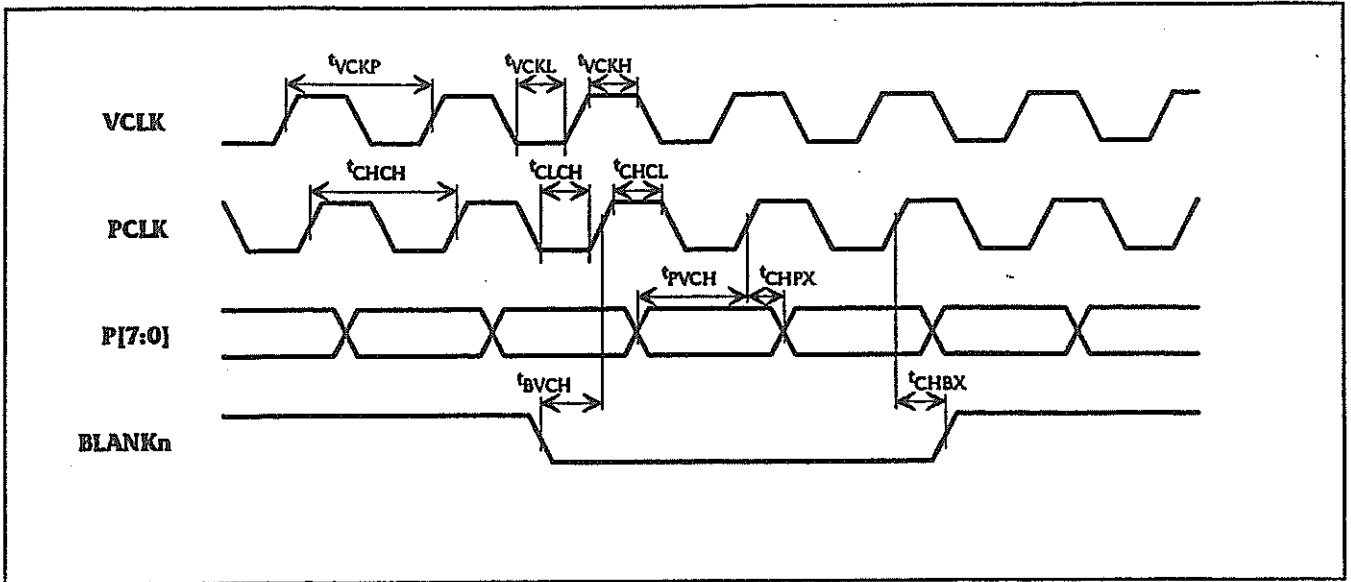 tVCKP tVCKL tVCKH
VCLK
tCHCH tCLCH tCHCL
PCLK
tPVCH tCHPX
P[7:0]
tBVCH tCHBX
BLANKn